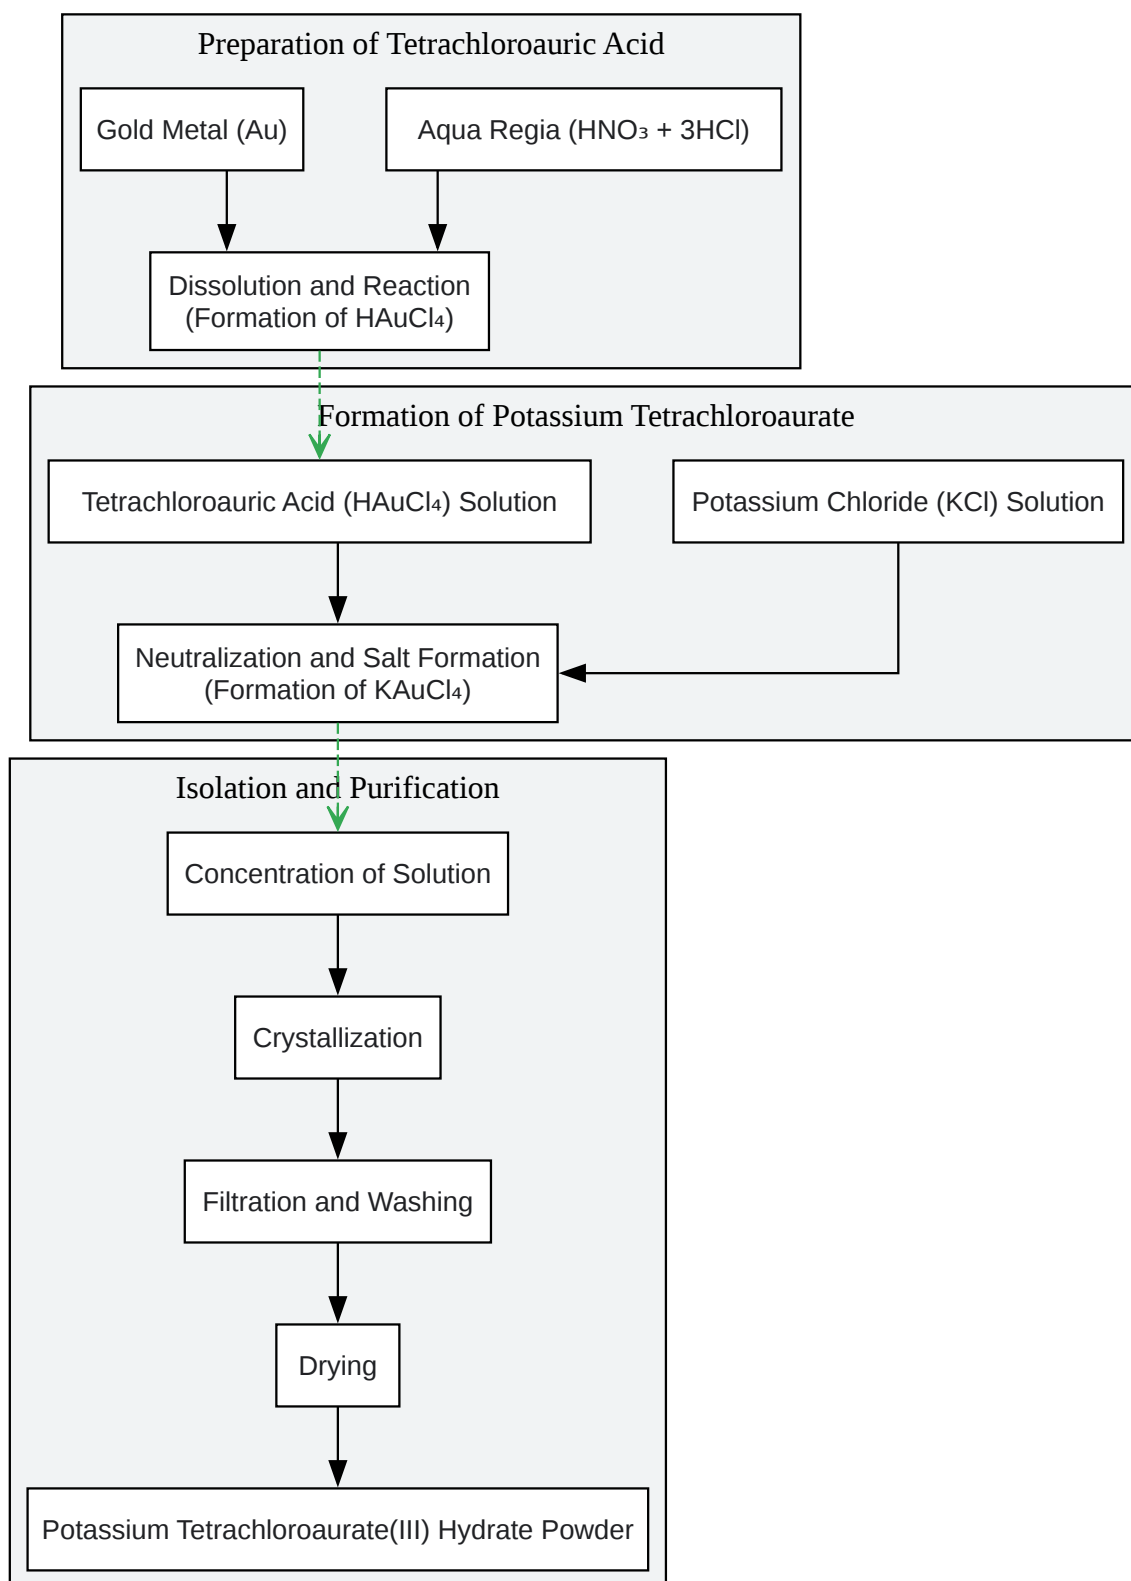 Preparation of Tetrachloroauric Acid
Gold Metal (Au)
Aqua Regia (HNO₃ + 3HCl)
Dissolution and Reaction
(Formation of HAuCl₄)
Formation of Potassium Tetrachloroaurate
Tetrachloroauric Acid (HAuCl₄) Solution
Potassium Chloride (KCl) Solution
Neutralization and Salt Formation
(Formation of KAuCl₄)
Isolation and Purification
Concentration of Solution
Crystallization
Filtration and Washing
Drying
Potassium Tetrachloroaurate(III) Hydrate Powder